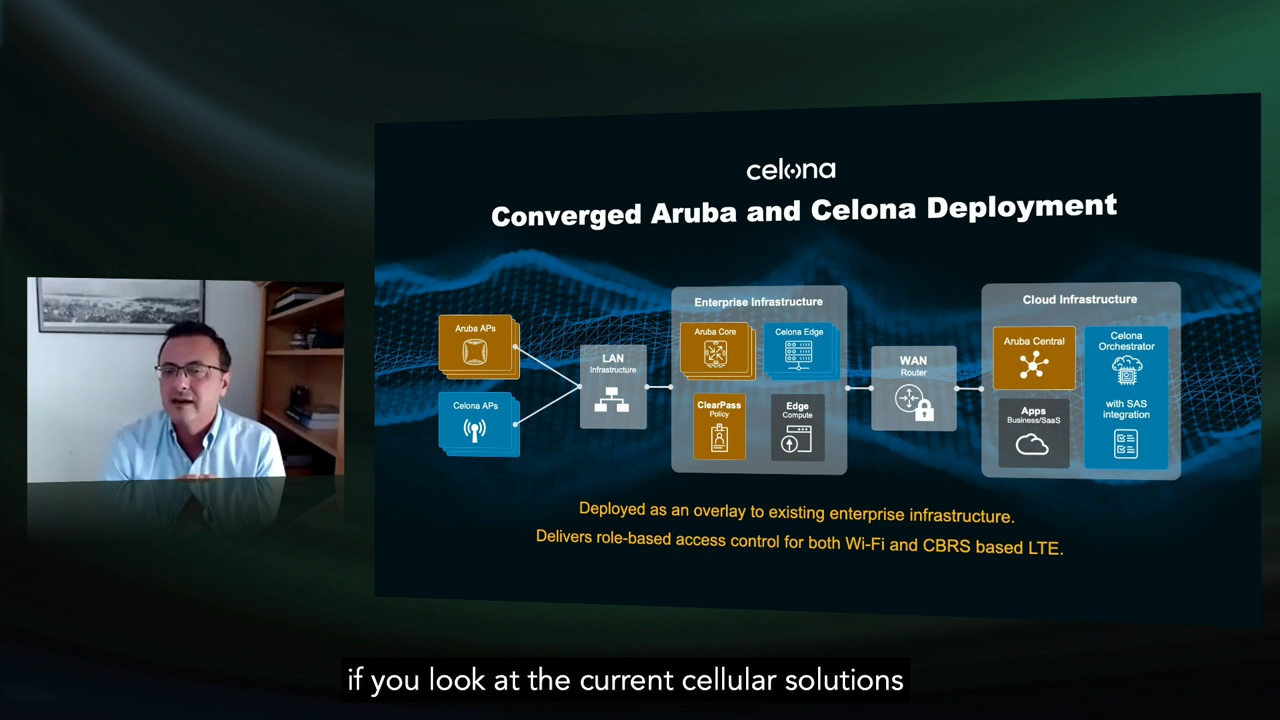 celona
Converged Aruba and Celona Deployment
Aruba APs
Celona APs
LAN
Infrastructure
Enterprise Infrastructure
Aruba Core
Celona Edge
ClearPass
Policy
Edge
Compute
WAN
Router
Cloud Infrastructure
Aruba Central
Celona
Orchestrator
with SAS
integration
Apps
Business/SaaS
Deployed as an overlay to existing enterprise infrastructure.
Delivers role-based access control for both Wi-Fi and CBRS based LTE.
if you look at the current cellular solutions